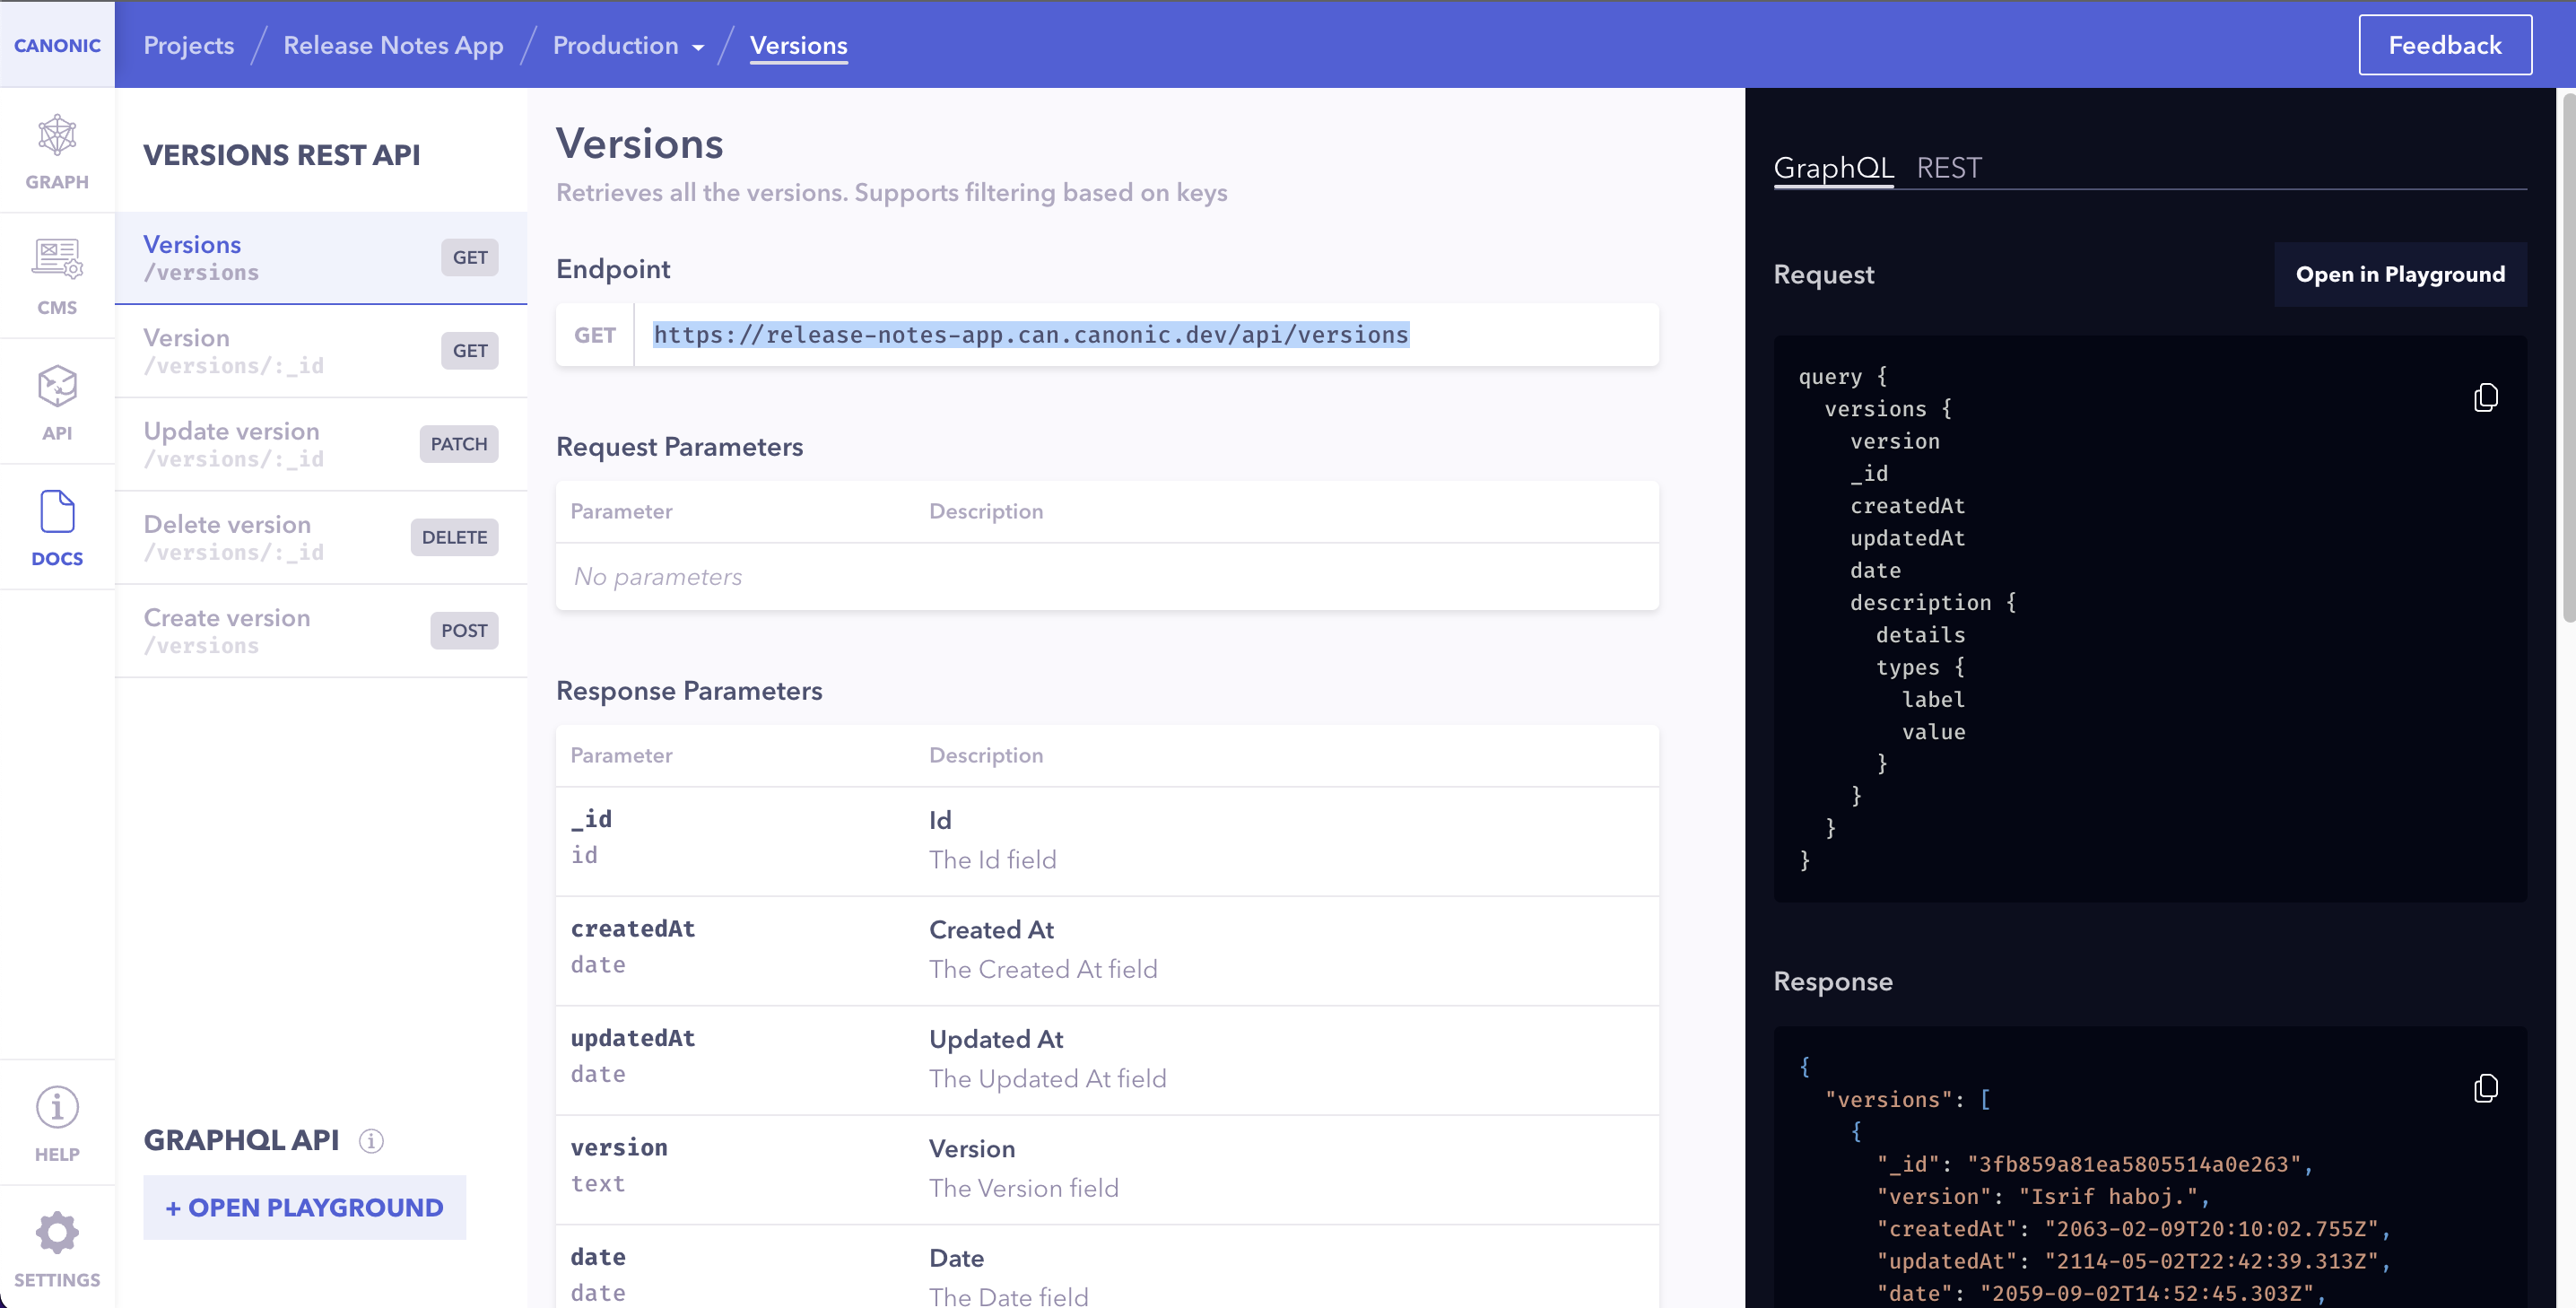 CANONIC
Projects / Release Notes App / Production / Versions
Feedback
GRAPH
CMS
API
DOCS
HELP
SETTINGS
VERSIONS REST API
Versions
/versions
GET
Version
/versions/:_id
GET
Update version
/versions/:_id
PATCH
Delete version
/versions/:_id
DELETE
Create version
/versions
POST
GRAPHQL API
+ OPEN PLAYGROUND
Versions
Retrieves all the versions. Supports filtering based on keys
Endpoint
GET https://release-notes-app.can.canonic.dev/api/versions
Request Parameters
Parameter Description
No parameters
Response Parameters
Parameter Description
_id Id
id The Id field
createdAt Created At
date The Created At field
updatedAt Updated At
date The Updated At field
version Version
text The Version field
date Date
date The Date field
GraphQL REST
Request
Open in Playground
query {
versions {
version
_id
createdAt
updatedAt
date
description {
details
types {
label
value
}
}
}
}
Response
{
"versions": [
{
"_id": "3fb859a81ea5805514a0e263",
"version": "Isrif haboj.",
"createdAt": "2063-02-09T20:10:02.755Z",
"updatedAt": "2114-05-02T22:42:39.313Z",
"date": "2059-09-02T14:52:45.303Z",